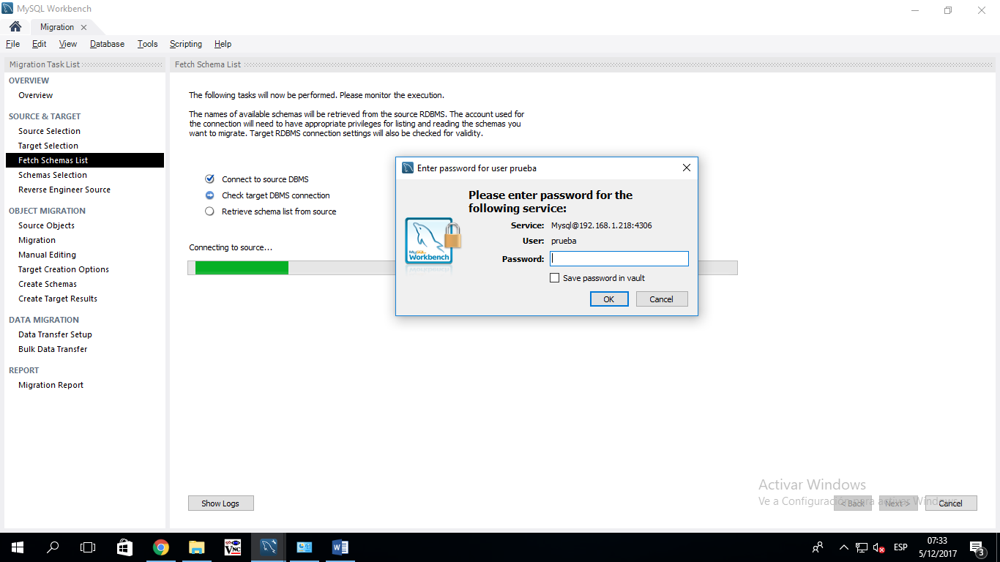 MySQL Workbench
Migration
File Edit View Database Tools Scripting Help
Migration Task List
OVERVIEW
Overview
SOURCE & TARGET
Source Selection
Target Selection
Fetch Schemas List
Schemas Selection
Reverse Engineer Source
OBJECT MIGRATION
Source Objects
Migration
Manual Editing
Target Creation Options
Create Schemas
Create Target Results
DATA MIGRATION
Data Transfer Setup
Bulk Data Transfer
REPORT
Migration Report
Fetch Schema List
The following tasks will now be performed. Please monitor the execution.
The names of available schemas will be retrieved from the source RDBMS. The account used for
the connection will need to have appropriate privileges for listing and reading the schemas you
want to migrate. Target RDBMS connection settings will also be checked for validity.
Connect to source DBMS
Check target DBMS connection
Retrieve schema list from source
Connecting to source...
Enter password for user prueba
Please enter password for the
following service:
MySQL
Workbench
Service: Mysql@192.168.1.218:4306
User: prueba
Password:
Save password in vault
OK Cancel
Activar Windows
Ve a Configuración para activar Windows.
Show Logs
< Back Next > Cancel
VNC
ESP
07:33
5/12/2017
3